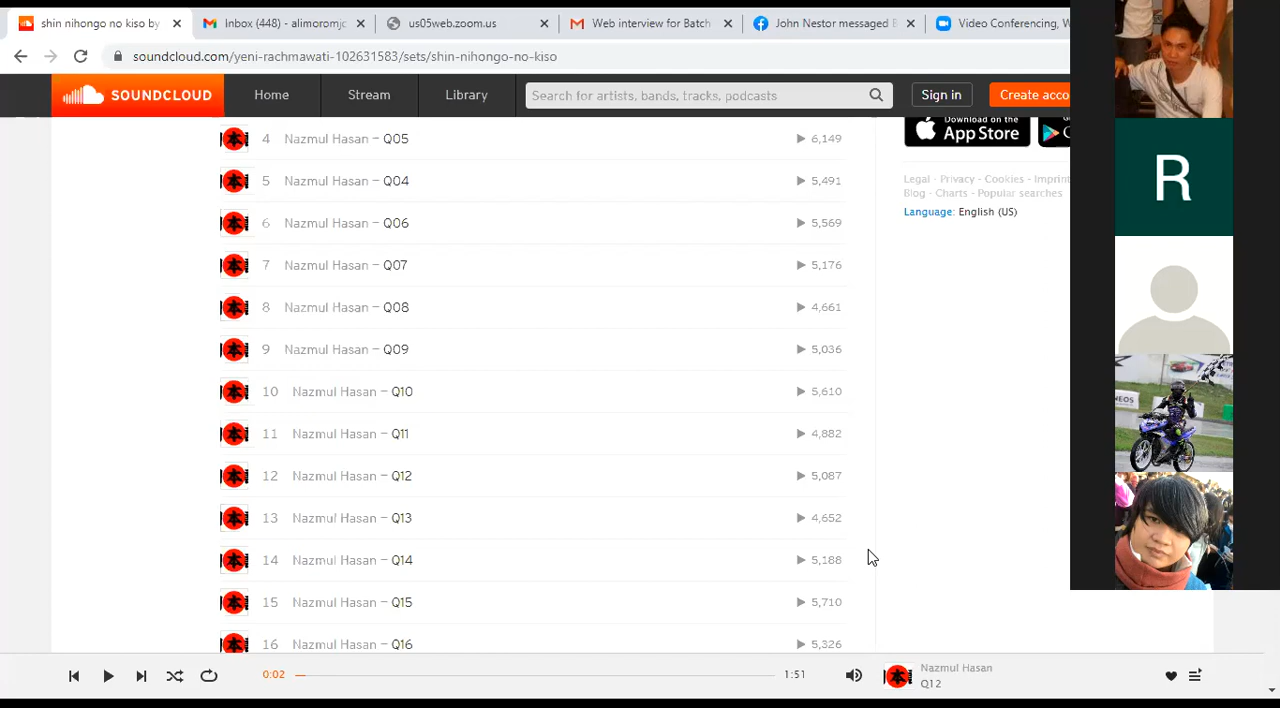 shin nihongo no kiso by
Inbox (448) - alimoromjc
us05web.zoom.us
Web interview for Batch
John Nestor messaged
Video Conferencing, W
soundcloud.com/yeni-rachmawati-102631583/sets/shin-nihongo-no-kiso
SOUNDCLOUD
Home
Stream
Library
Search for artists, bands, tracks, podcasts
Sign in
Create acco
4 Nazmul Hasan – Q05 6,149
5 Nazmul Hasan – Q04 5,491
6 Nazmul Hasan – Q06 5,569
7 Nazmul Hasan – Q07 5,176
8 Nazmul Hasan – Q08 4,661
9 Nazmul Hasan – Q09 5,036
10 Nazmul Hasan – Q10 5,610
11 Nazmul Hasan – Q11 4,882
12 Nazmul Hasan – Q12 5,087
13 Nazmul Hasan – Q13 4,652
14 Nazmul Hasan – Q14 5,188
15 Nazmul Hasan – Q15 5,710
16 Nazmul Hasan – Q16 5,326
Download on the
App Store
Legal - Privacy - Cookies - Imprint
Blog - Charts - Popular searches
Language: English (US)
R
0:02
1:51
Nazmul Hasan
Q12